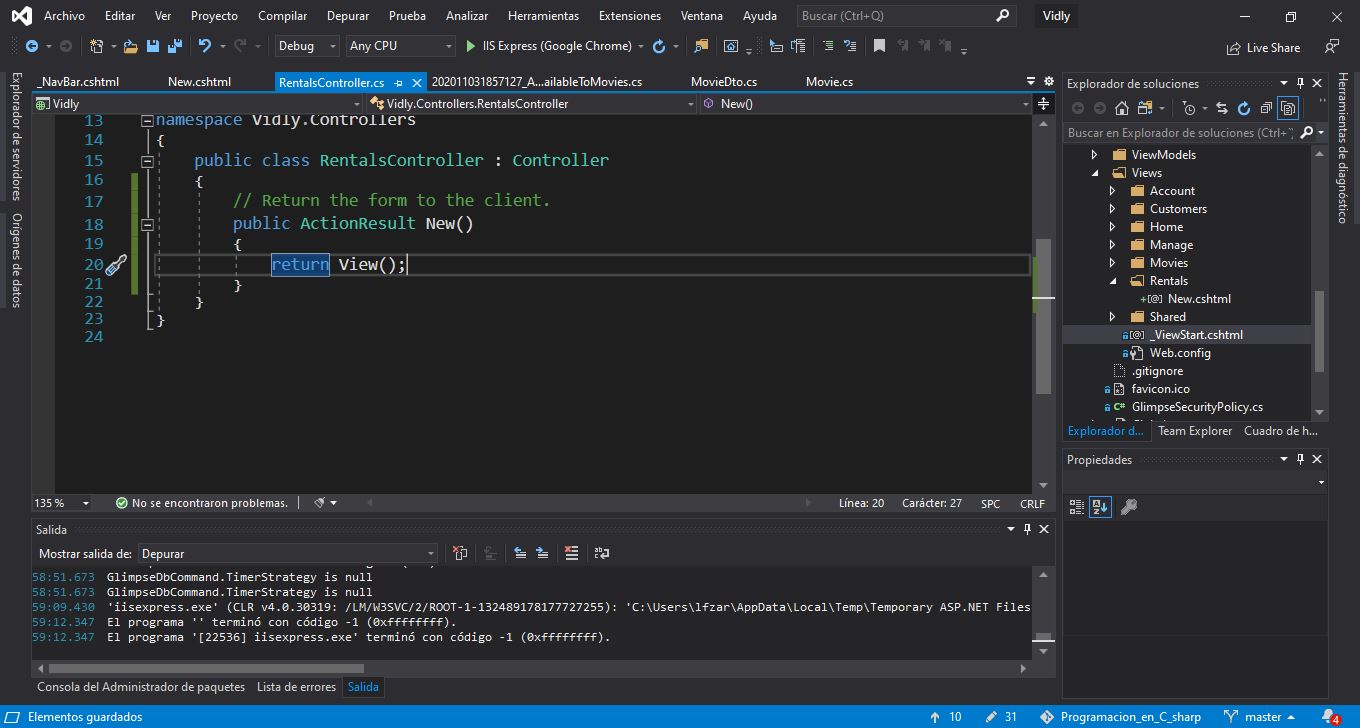 Archivo Editar Ver Proyecto Compilar Depurar Prueba Analizar Herramientas Extensiones Ventana Ayuda Buscar (Ctrl+Q) Vidly
Debug Any CPU IIS Express (Google Chrome) Live Share
Explorador de servidores
Orígenes de datos
_NavBar.cshtml New.cshtml RentalsController.cs 202011031857127_A...ailableToMovies.cs MovieDto.cs Movie.cs
Vidly Vidly.Controllers.RentalsController New()
13 namespace Vidly.Controllers
14 {
15 public class RentalsController : Controller
16 {
17 // Return the form to the client.
18 public ActionResult New()
19 {
20 return View();
21 }
22 }
23 }
24
135 % No se encontraron problemas. Línea: 20 Carácter: 27 SPC CRLF
Salida
Mostrar salida de: Depurar
58:51.673 GlimpseDbCommand.TimerStrategy is null
58:51.673 GlimpseDbCommand.TimerStrategy is null
59:09.430 'iisexpress.exe' (CLR v4.0.30319: /LM/W3SVC/2/ROOT-1-132489178177727255): 'C:\Users\lfzar\AppData\Local\Temp\Temporary ASP.NET Files
59:12.347 El programa '' terminó con código -1 (0xffffffff).
59:12.347 El programa '[22536] iisexpress.exe' terminó con código -1 (0xffffffff).
Consola del Administrador de paquetes Lista de errores Salida
Explorador de soluciones
Buscar en Explorador de soluciones (Ctrl+
ViewModels
Views
Account
Customers
Home
Manage
Movies
Rentals
New.cshtml
Shared
_ViewStart.cshtml
Web.config
.gitignore
favicon.ico
GlimpseSecurityPolicy.cs
Explorador d... Team Explorer Cuadro de h...
Propiedades
Herramientas de diagnóstico
Elementos guardados 10 31 Programacion_en_C_sharp master 4